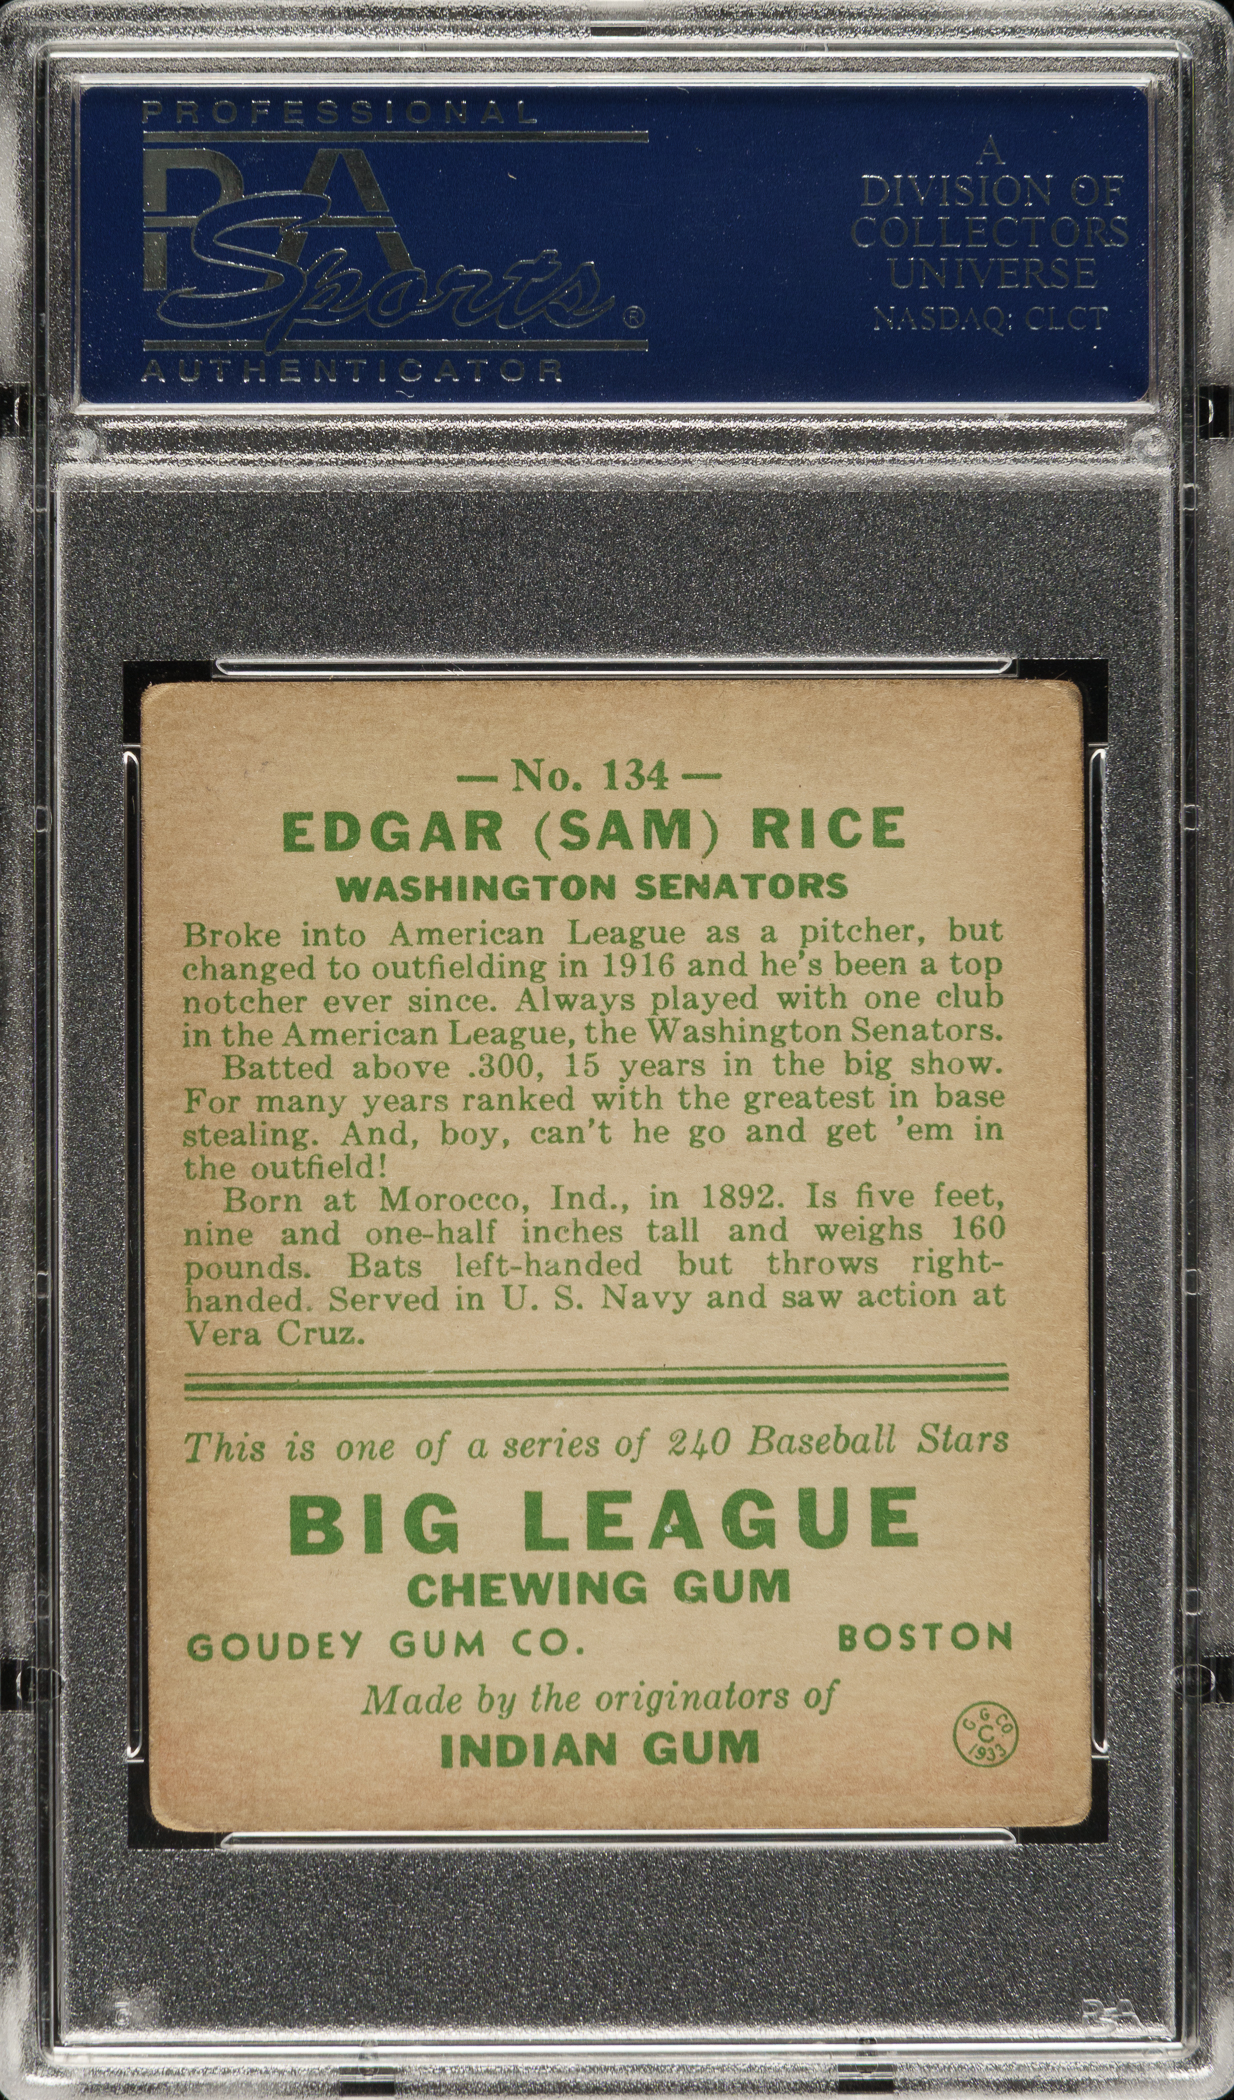 PROFESSIONAL
PSA
Sports®
AUTHENTICATOR
A
DIVISION OF
COLLECTORS
UNIVERSE
NASDAQ: CLCT
— No. 134 —
EDGAR (SAM) RICE
WASHINGTON SENATORS
Broke into American League as a pitcher, but
changed to outfielding in 1916 and he's been a top
notcher ever since. Always played with one club
in the American League, the Washington Senators.
Batted above .300, 15 years in the big show.
For many years ranked with the greatest in base
stealing. And, boy, can't he go and get 'em in
the outfield!
Born at Morocco, Ind., in 1892. Is five feet,
nine and one-half inches tall and weighs 160
pounds. Bats left-handed but throws right-
handed. Served in U. S. Navy and saw action at
Vera Cruz.
This is one of a series of 240 Baseball Stars
BIG LEAGUE
CHEWING GUM
GOUDEY GUM CO. BOSTON
Made by the originators of
INDIAN GUM
G. G. CO.
C
1933
PSA